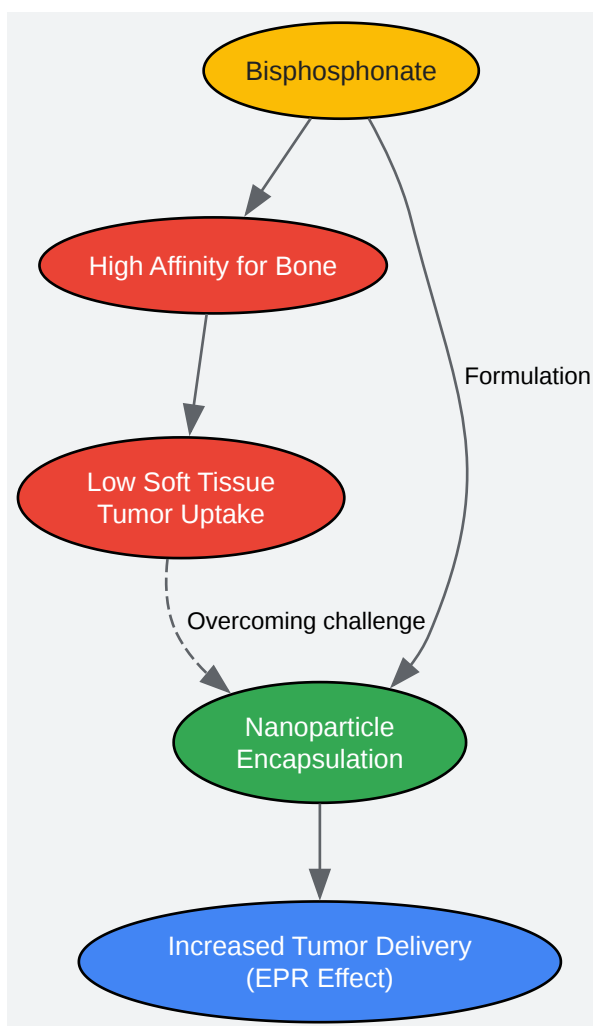 Bisphosphonate
High Affinity for Bone
Formulation
Low Soft Tissue
Tumor Uptake
Overcoming challenge
Nanoparticle
Encapsulation
Increased Tumor Delivery
(EPR Effect)